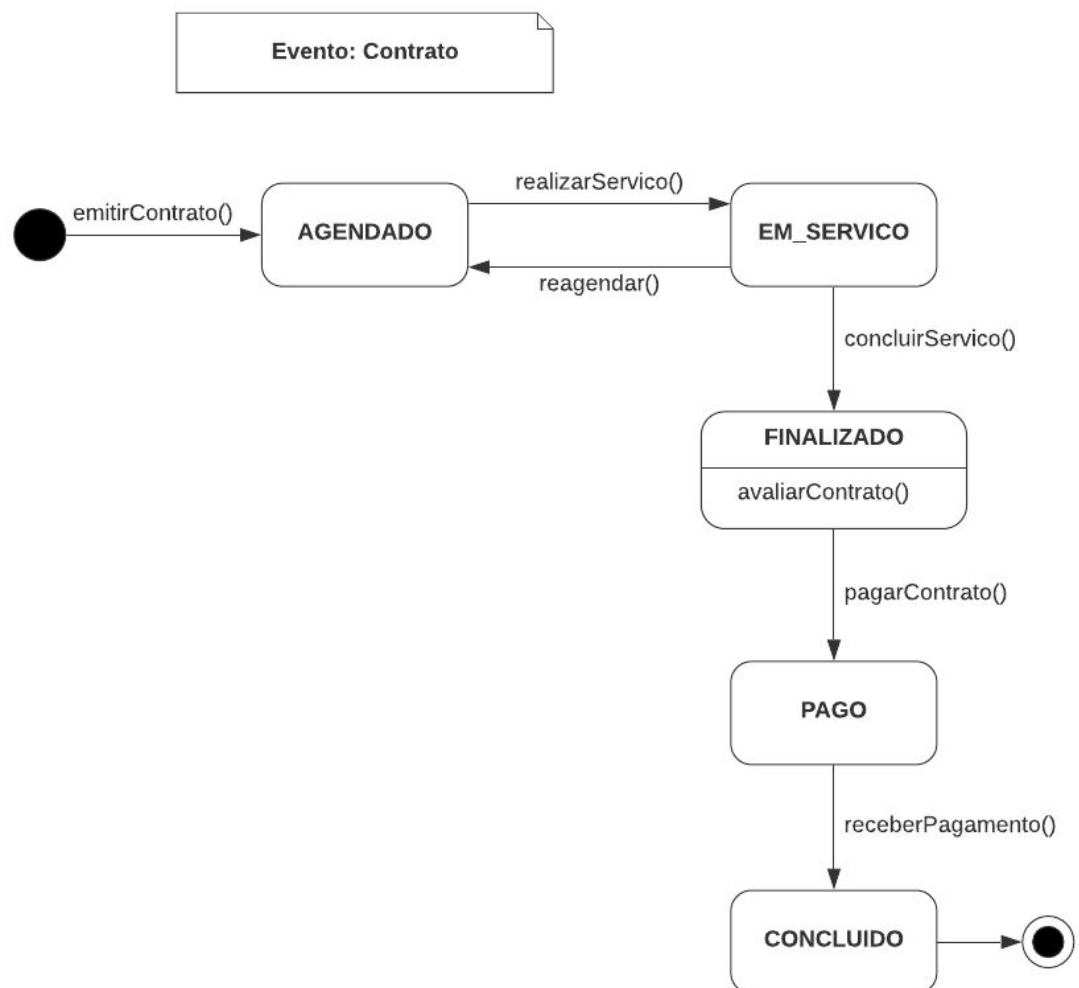 Evento: Contrato
emitirContrato()
AGENDADO
realizarServico()
EM_SERVICO
reagendar()
concluirServico()
FINALIZADO
avaliarContrato()
pagarContrato()
PAGO
receberPagamento()
CONCLUIDO